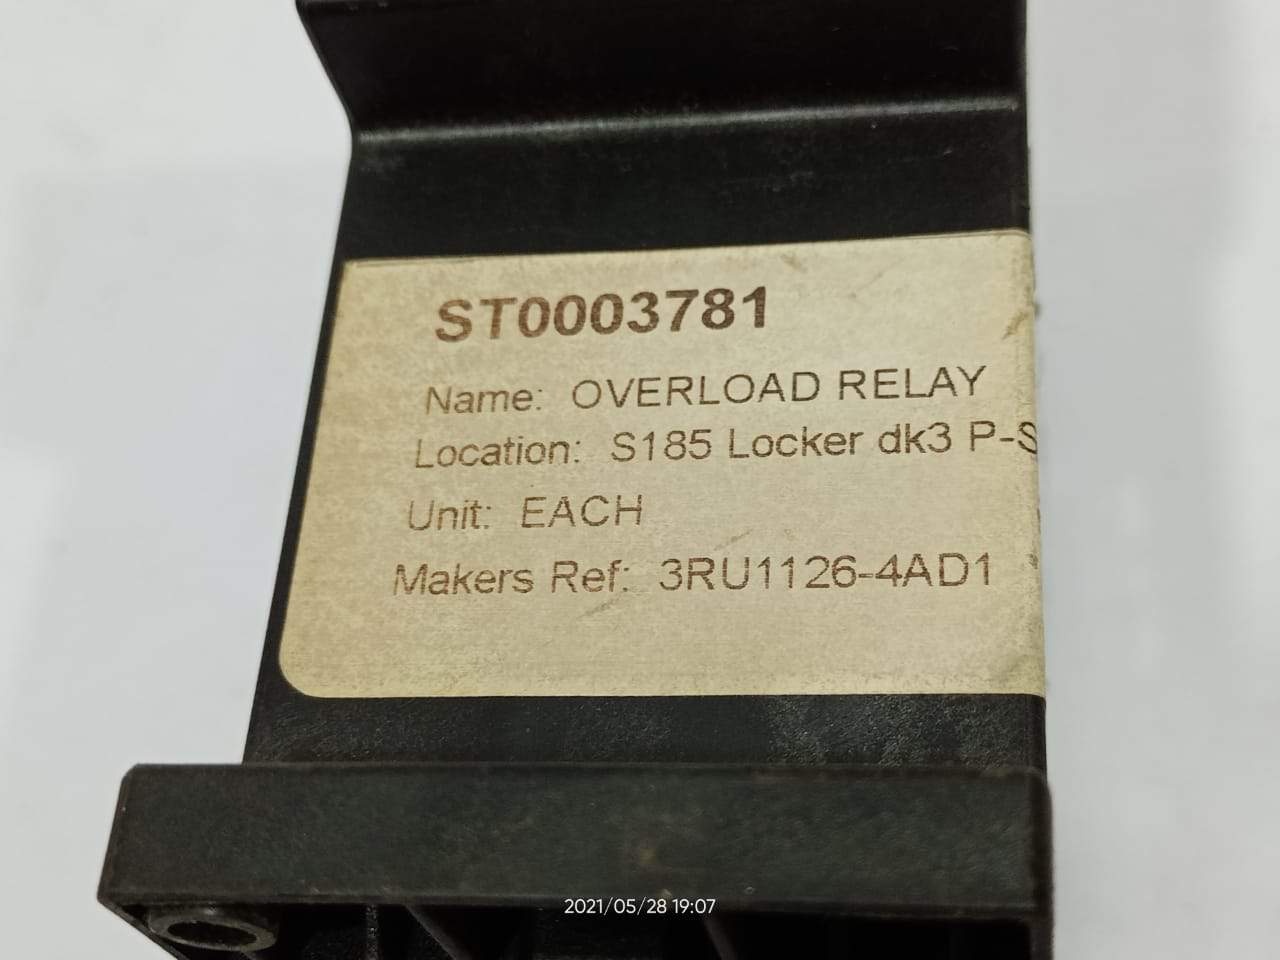 ST0003781
Name: OVERLOAD RELAY
Location: S185 Locker dk3 P-S
Unit: EACH
Makers Ref: 3RU1126-4AD1
2021/05/28 19:07